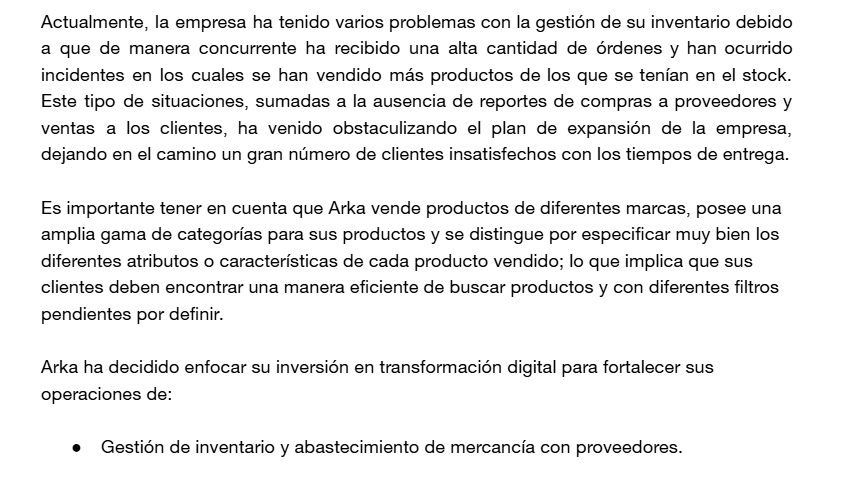 Actualmente, la empresa ha tenido varios problemas con la gestión de su inventario debido
a que de manera concurrente ha recibido una alta cantidad de órdenes y han ocurrido
incidentes en los cuales se han vendido más productos de los que se tenían en el stock.
Este tipo de situaciones, sumadas a la ausencia de reportes de compras a proveedores y
ventas a los clientes, ha venido obstaculizando el plan de expansión de la empresa,
dejando en el camino un gran número de clientes insatisfechos con los tiempos de entrega.
Es importante tener en cuenta que Arka vende productos de diferentes marcas, posee una
amplia gama de categorías para sus productos y se distingue por especificar muy bien los
diferentes atributos o características de cada producto vendido; lo que implica que sus
clientes deben encontrar una manera eficiente de buscar productos y con diferentes filtros
pendientes por definir.
Arka ha decidido enfocar su inversión en transformación digital para fortalecer sus
operaciones de:
● Gestión de inventario y abastecimiento de mercancía con proveedores.